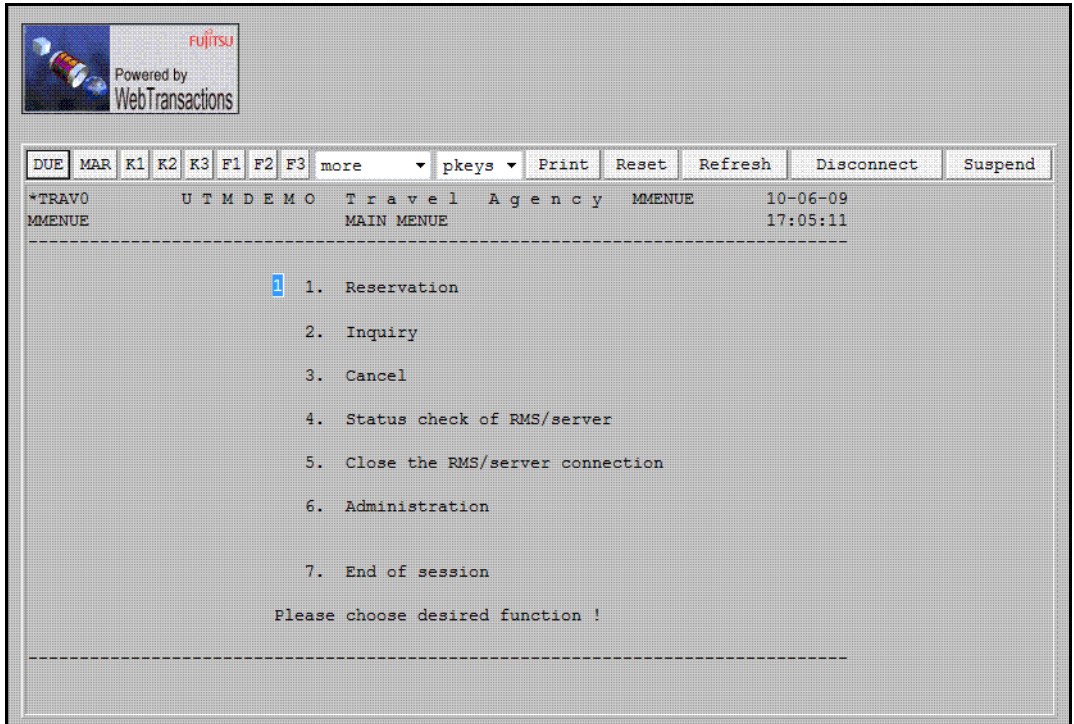 FUJITSU
Powered by
WebTransactions
DUE MAR K1 K2 K3 F1 F2 F3 more pkeys Print Reset Refresh Disconnect Suspend
*TRAV0 U T M D E M O T r a v e l A g e n c y MMENUE 10-06-09
MMENUE MAIN MENUE 17:05:11
--------------------------------------------------------------------------------
1 1. Reservation
2. Inquiry
3. Cancel
4. Status check of RMS/server
5. Close the RMS/server connection
6. Administration
7. End of session
Please choose desired function !
--------------------------------------------------------------------------------